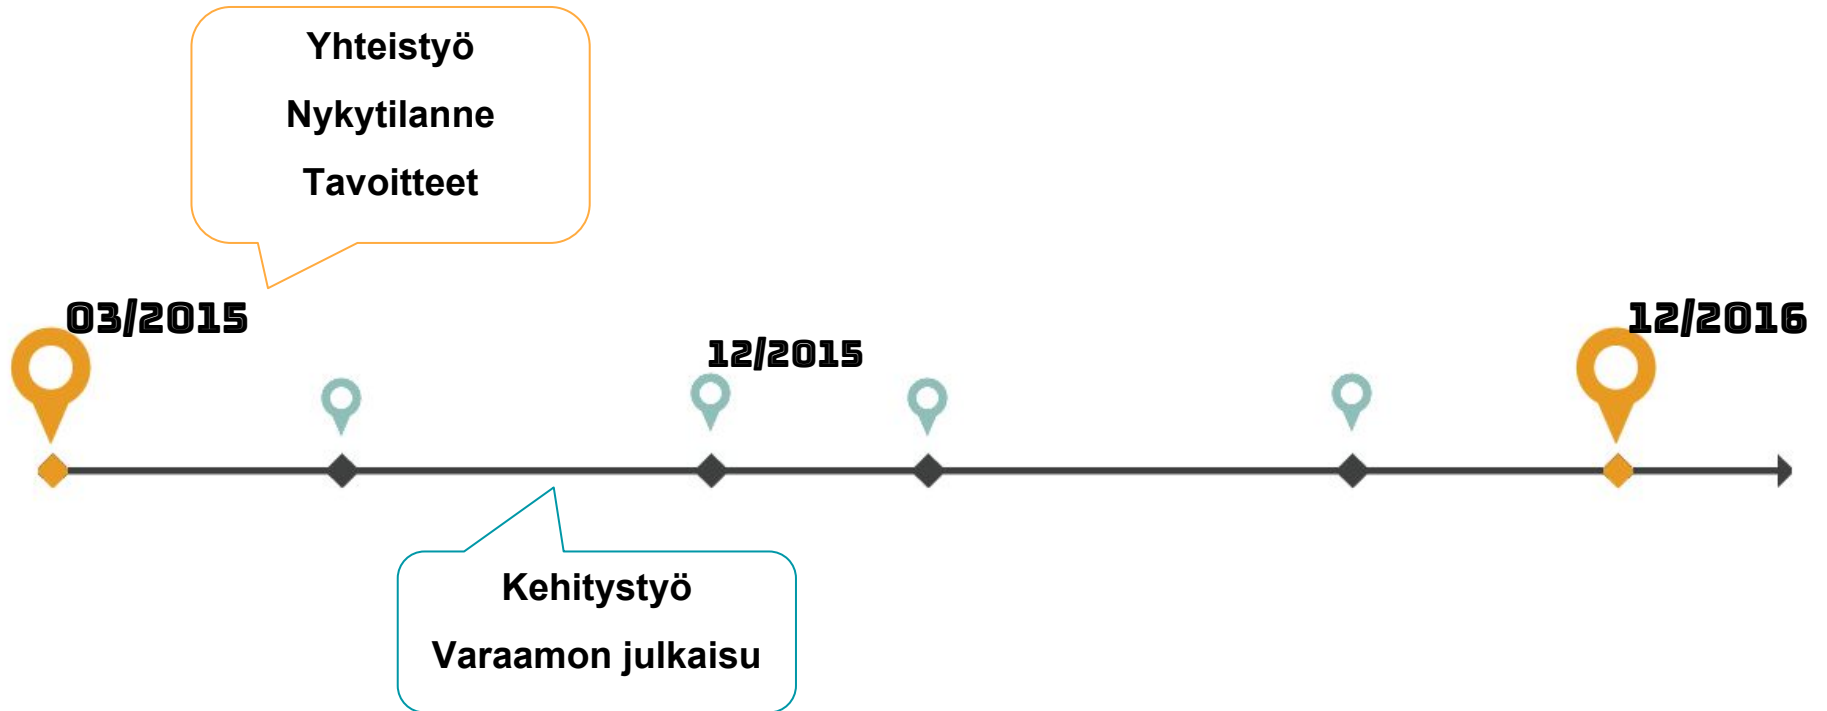 Yhteistyö
Nykytilanne
Tavoitteet
03/2015
12/2015
12/2016
Kehitystyö
Varaamon julkaisu